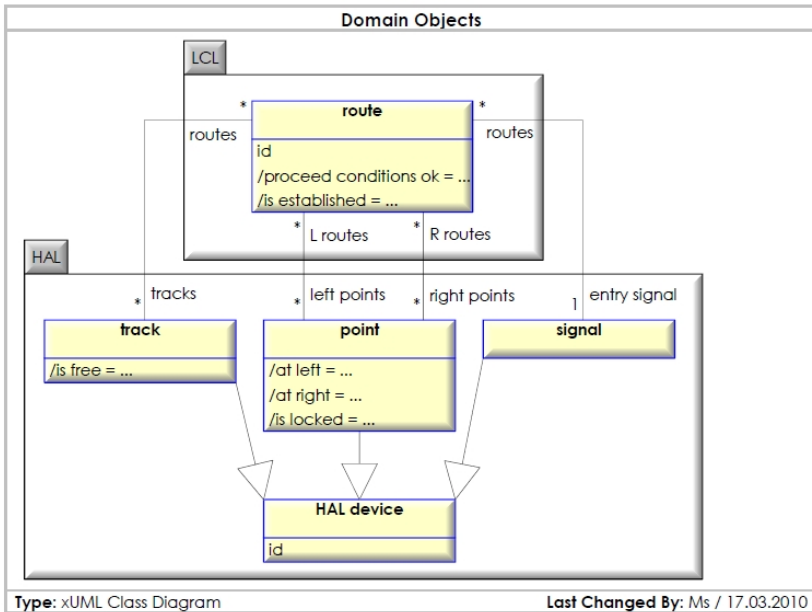 Domain Objects
LCL
* route *
routes routes
id
/proceed conditions ok = ...
/is established = ...
* L routes * R routes
HAL
* tracks * left points * right points 1 entry signal
track point signal
/is free = ... /at left = ...
/at right = ...
/is locked = ...
HAL device
id
Type: xUML Class Diagram Last Changed By: Ms / 17.03.2010